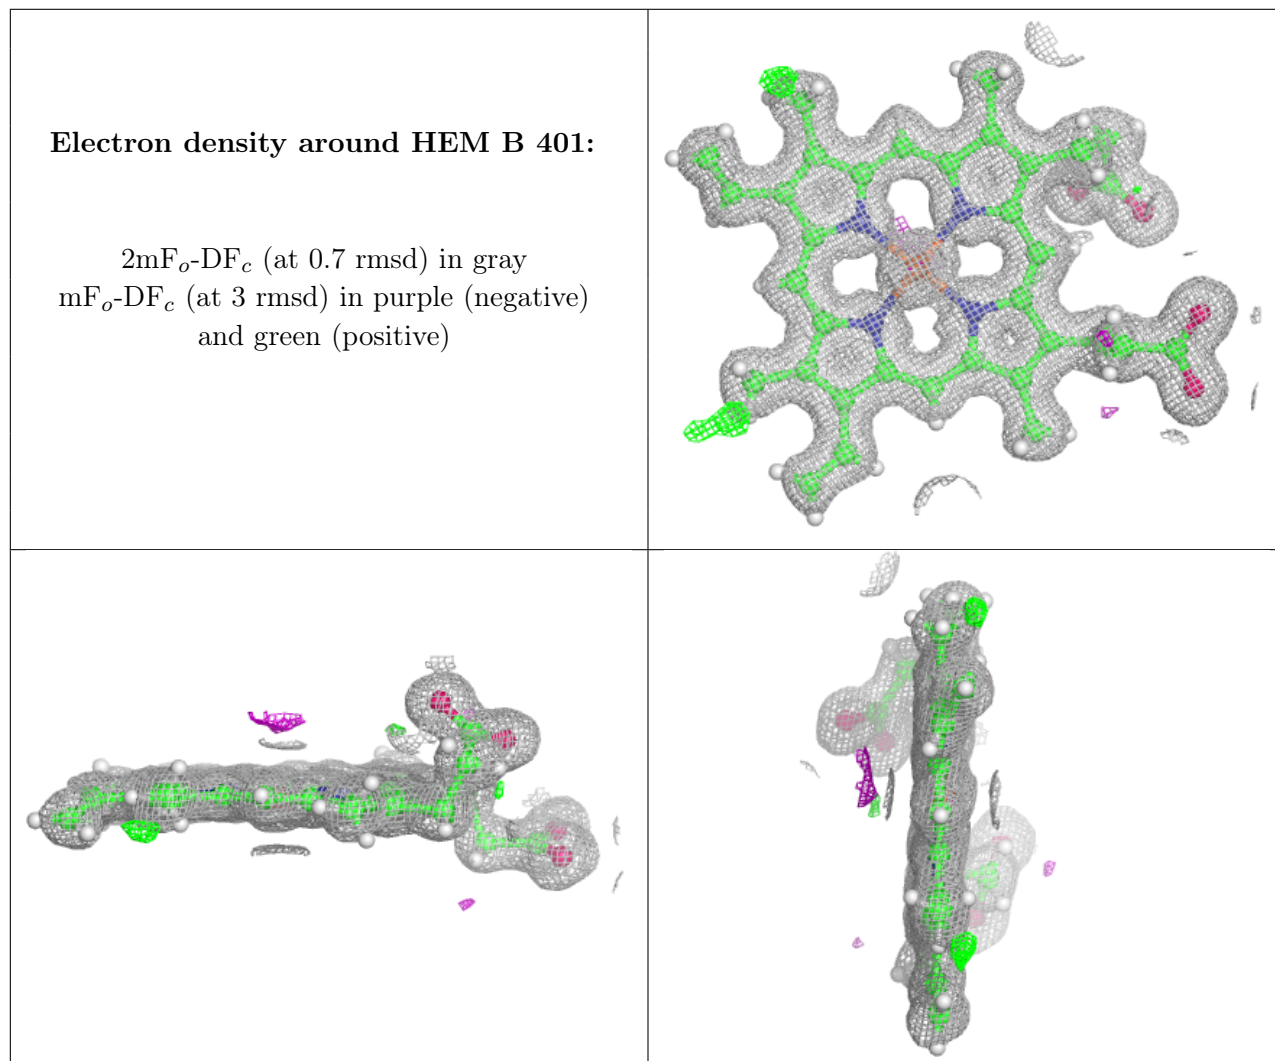 Electron density around HEM B 401:
2mFo-DFc (at 0.7 rmsd) in gray
mFo-DFc (at 3 rmsd) in purple (negative)
and green (positive)